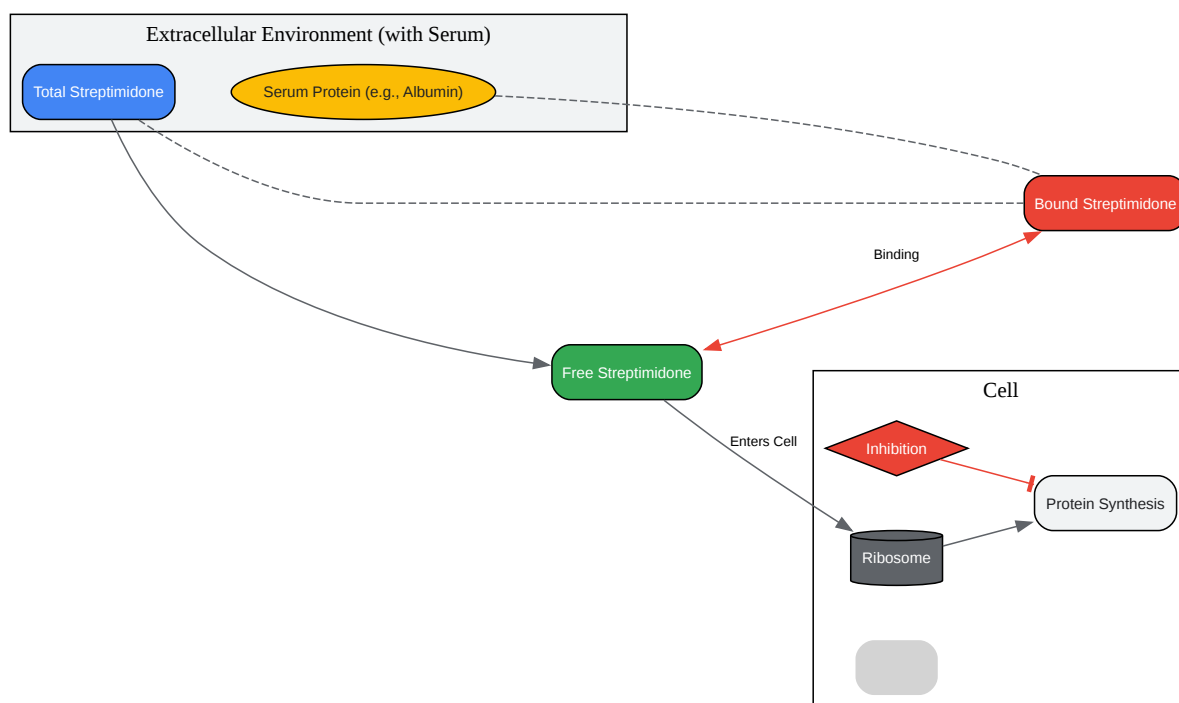 Extracellular Environment (with Serum)
Total Streptimidone
Serum Protein (e.g., Albumin)
Bound Streptimidone
Binding
Free Streptimidone
Cell
Enters Cell
Inhibition
Protein Synthesis
Ribosome